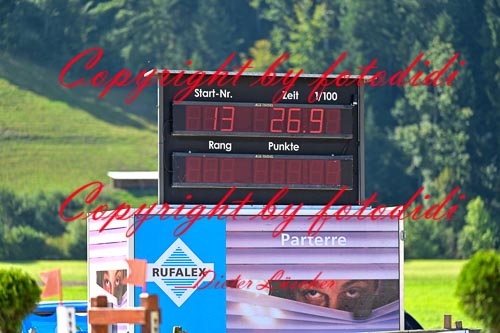 Copyright by fotodidi
Start-Nr. Zeit 1/100
13 26.9
Rang Punkte
Copyright by fotodidi
Parterre
RUFALEX
Dieter Lüscher